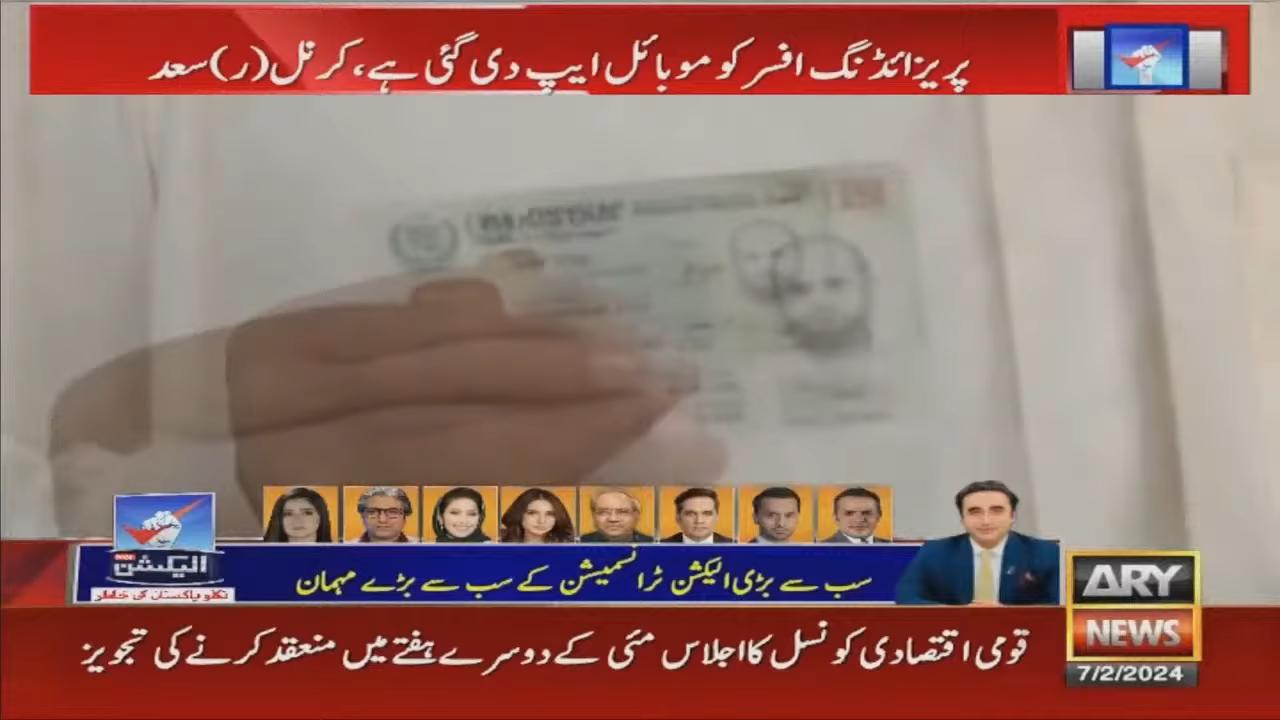 پریزائڈنگ افسر کو موبائل ایپ دی گئی ہے، کرنل (ر) سعد
PAKISTAN
الیکشن
نکلو پاکستان کی خاطر
سب سے بڑی الیکشن ٹرانسمیشن کے سب سے بڑے مہمان
قومی اقتصادی کونسل کا اجلاس مئی کے دوسرے ہفتے میں منعقد کرنے کی تجویز
ARY
NEWS
7/2/2024